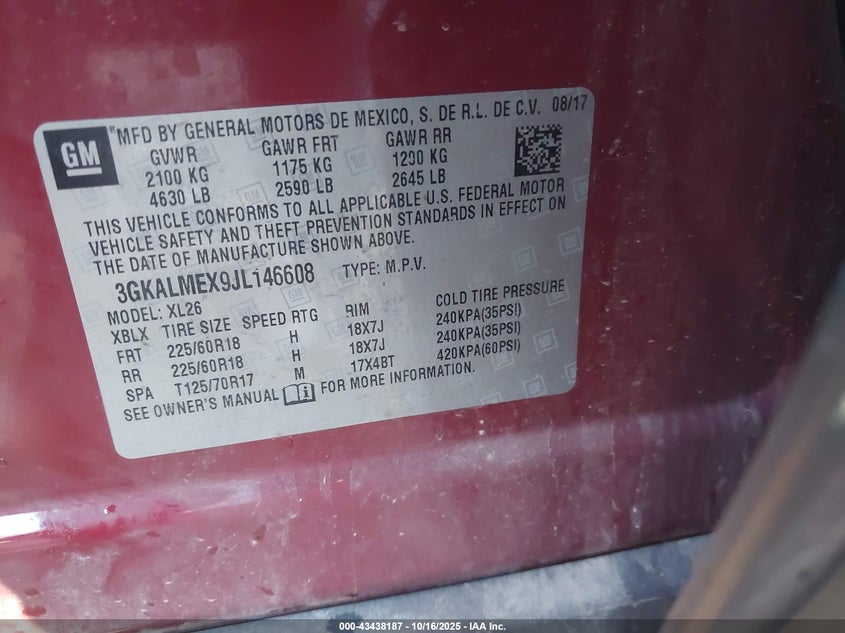 GM
®MFD BY GENERAL MOTORS DE MEXICO, S. DE R.L. DE C.V. 08/17
GVWR GAWR FRT GAWR RR
2100 KG 1175 KG 1200 KG
4630 LB 2590 LB 2645 LB
THIS VEHICLE CONFORMS TO ALL APPLICABLE U.S. FEDERAL MOTOR
VEHICLE SAFETY AND THEFT PREVENTION STANDARDS IN EFFECT ON
THE DATE OF MANUFACTURE SHOWN ABOVE.
3GKALMEX9JL146608 TYPE: M.P.V.
MODEL: XL26
XBLX TIRE SIZE SPEED RTG RIM COLD TIRE PRESSURE
FRT 225/60R18 H 18X7J 240KPA(35PSI)
RR 225/60R18 H 18X7J 240KPA(35PSI)
SPA T125/70R17 M 17X4BT 420KPA(60PSI)
SEE OWNER'S MANUAL FOR MORE INFORMATION.
000-43438187 - 10/16/2025 - IAA Inc.